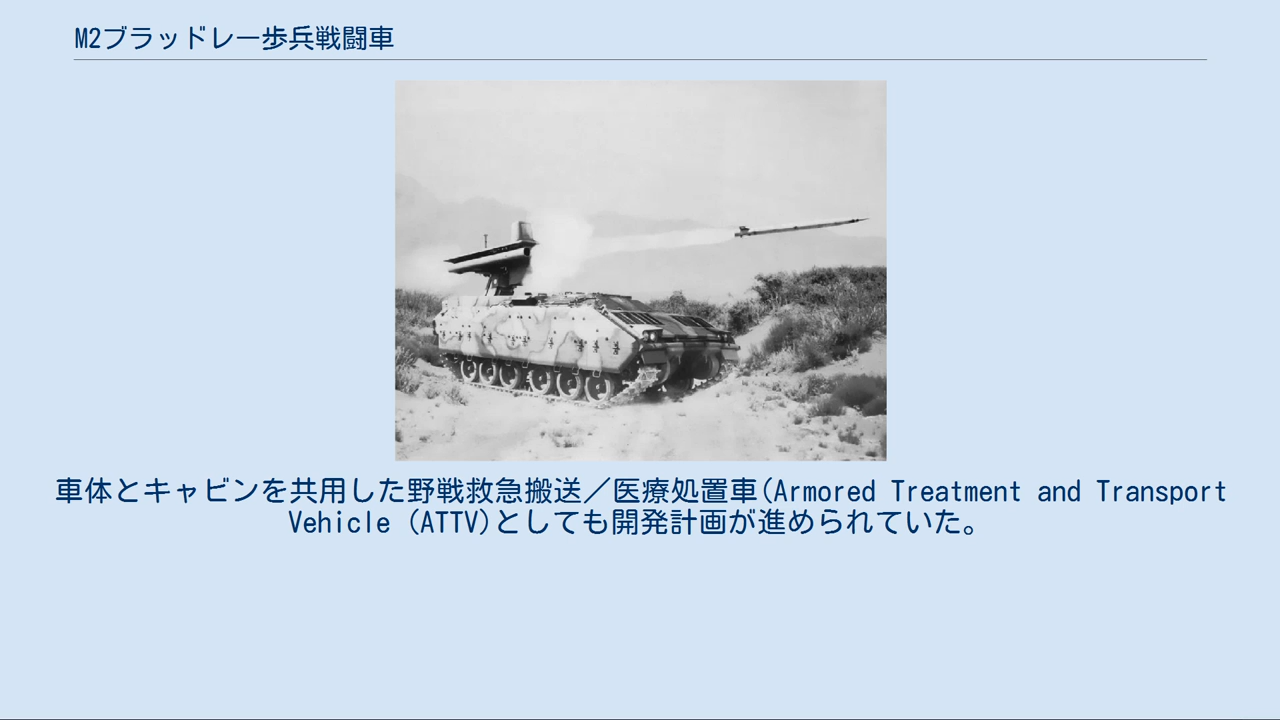 M2ブラッドレー歩兵戦闘車
車体とキャビンを共用した野戦救急搬送／医療処置車(Armored Treatment and Transport
Vehicle (ATTV)としても開発計画が進められていた。